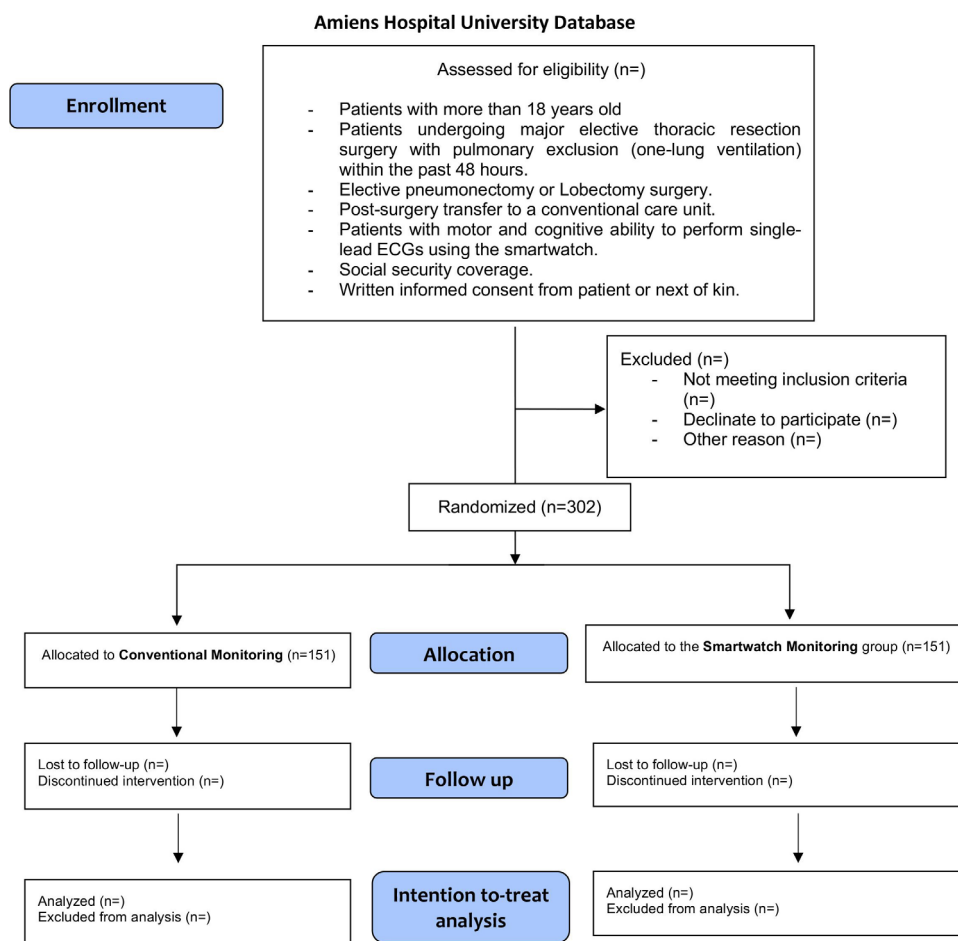 Amiens Hospital University Database
Enrollment
Assessed for eligibility (n=)
- Patients with more than 18 years old
- Patients undergoing major elective thoracic resection
surgery with pulmonary exclusion (one-lung ventilation)
within the past 48 hours.
- Elective pneumonectomy or Lobectomy surgery.
- Post-surgery transfer to a conventional care unit.
- Patients with motor and cognitive ability to perform single-
lead ECGs using the smartwatch.
- Social security coverage.
- Written informed consent from patient or next of kin.
Excluded (n=)
- Not meeting inclusion criteria
(n=)
- Declinate to participate (n=)
- Other reason (n=)
Randomized (n=302)
Allocated to Conventional Monitoring (n=151)
Allocation
Allocated to the Smartwatch Monitoring group (n=151)
Lost to follow-up (n=)
Discontinued intervention (n=)
Follow up
Lost to follow-up (n=)
Discontinued intervention (n=)
Analyzed (n=)
Excluded from analysis (n=)
Intention to-treat
analysis
Analyzed (n=)
Excluded from analysis (n=)